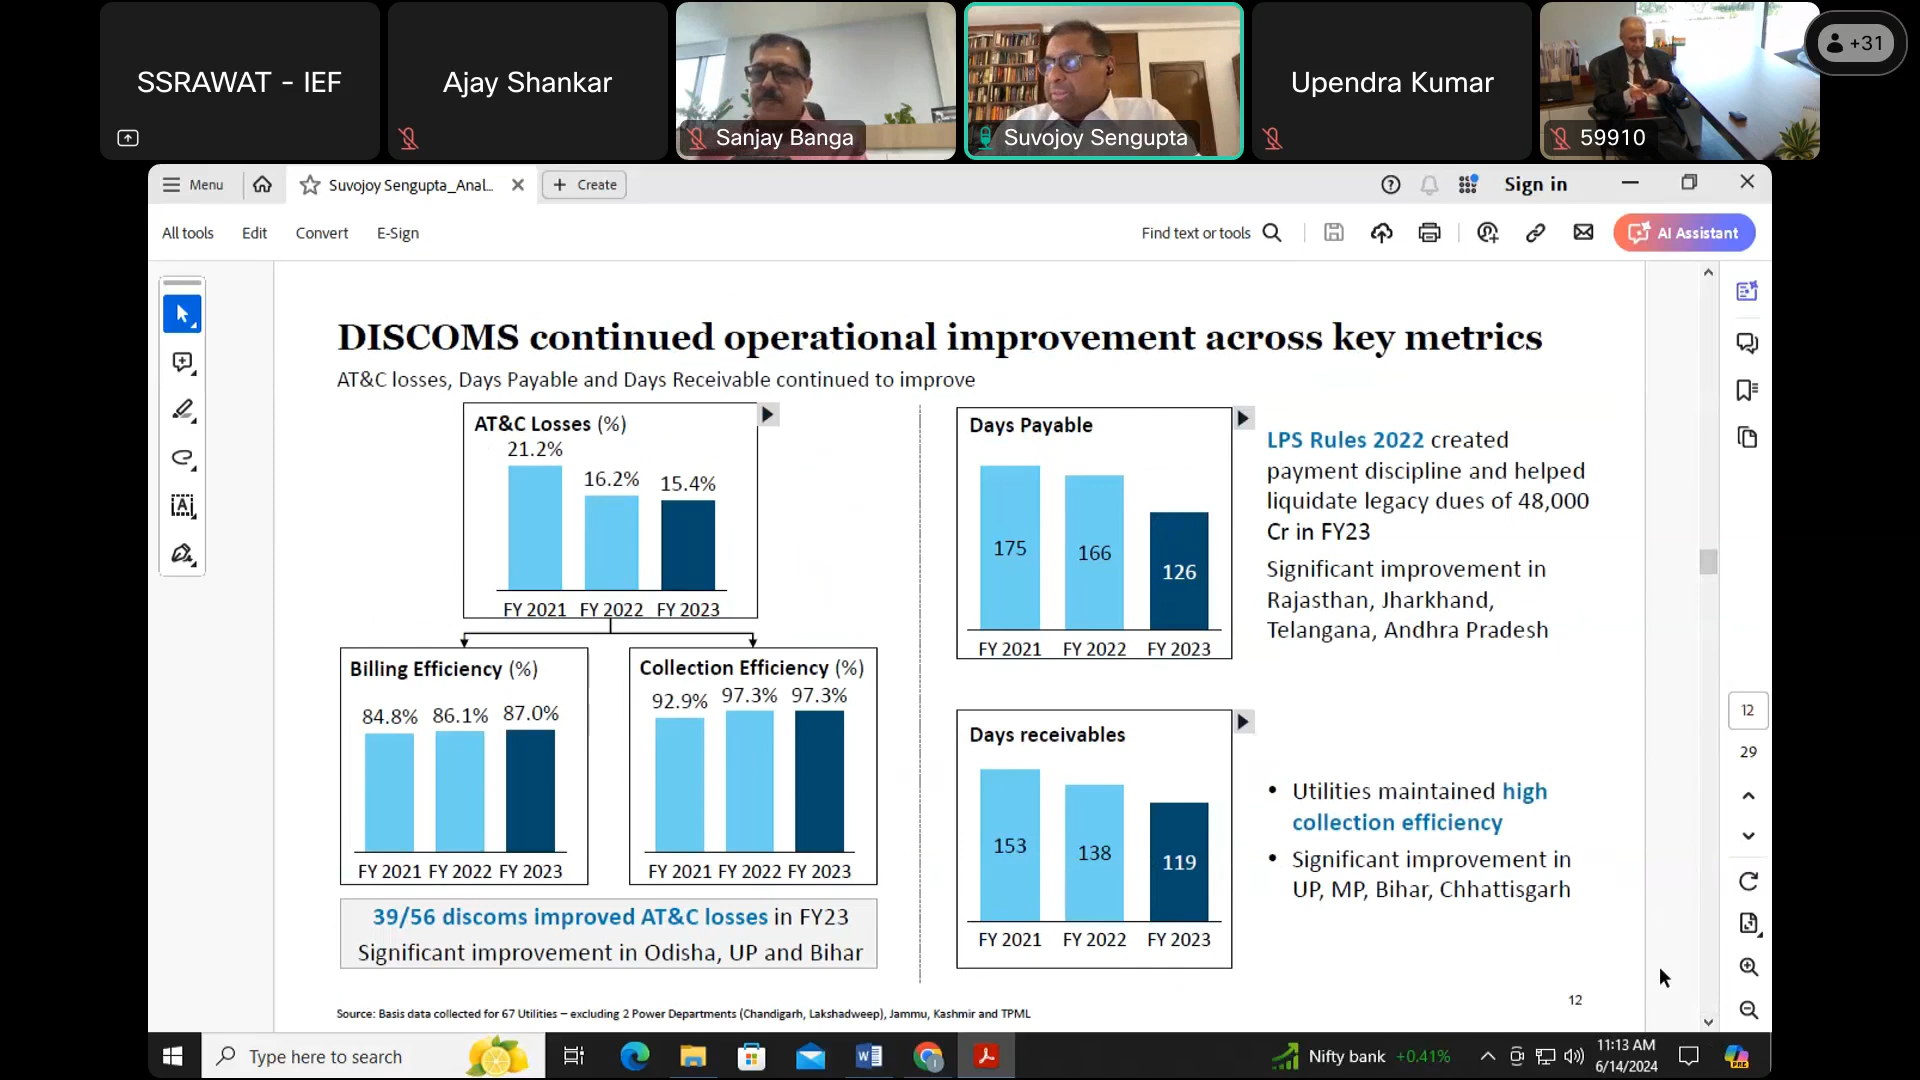 SSRAWAT - IEF
Ajay Shankar
Sanjay Banga
Suvojoy Sengupta
Upendra Kumar
59910
+31
Menu
Suvojoy Sengupta_Anal...
Create
Sign in
All tools
Edit
Convert
E-Sign
Find text or tools
AI Assistant
DISCOMS continued operational improvement across key metrics
AT&C losses, Days Payable and Days Receivable continued to improve
AT&C Losses (%)
21.2%
16.2%
15.4%
FY 2021 FY 2022 FY 2023
Billing Efficiency (%)
84.8% 86.1% 87.0%
FY 2021 FY 2022 FY 2023
Collection Efficiency (%)
92.9% 97.3% 97.3%
FY 2021 FY 2022 FY 2023
39/56 discoms improved AT&C losses in FY23
Significant improvement in Odisha, UP and Bihar
Days Payable
175
166
126
FY 2021 FY 2022 FY 2023
LPS Rules 2022 created
payment discipline and helped
liquidate legacy dues of 48,000
Cr in FY23
Significant improvement in
Rajasthan, Jharkhand,
Telangana, Andhra Pradesh
Days receivables
153
138
119
FY 2021 FY 2022 FY 2023
• Utilities maintained high
collection efficiency
• Significant improvement in
UP, MP, Bihar, Chhattisgarh
Source: Basis data collected for 67 Utilities – excluding 2 Power Departments (Chandigarh, Lakshadweep), Jammu, Kashmir and TPML
12
12
29
Type here to search
Nifty bank +0.41%
11:13 AM
6/14/2024
PRE